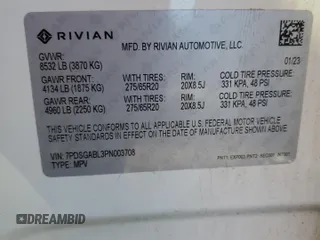 RIVIAN
MFD. BY RIVIAN AUTOMOTIVE, LLC.
GVWR:
8532 LB (3870 KG)
01/23
GAWR FRONT: WITH TIRES: RIM: COLD TIRE PRESSURE:
4134 LB (1875 KG) 275/65R20 20X8.5J 331 KPA, 48 PSI
GAWR REAR: WITH TIRES: RIM: COLD TIRE PRESSURE:
4960 LB (2250 KG) 275/65R20 20X8.5J 331 KPA, 48 PSI
THIS VEHICLE CONFORMS TO ALL APPLICABLE U.S. FEDERAL MOTOR VEHICLE
SAFETY STANDARDS IN EFFECT ON THE DATE OF MANUFACTURE SHOWN ABOVE.
VIN: 7PDSGABL3PN003708
TYPE: MPV
DREAMBID